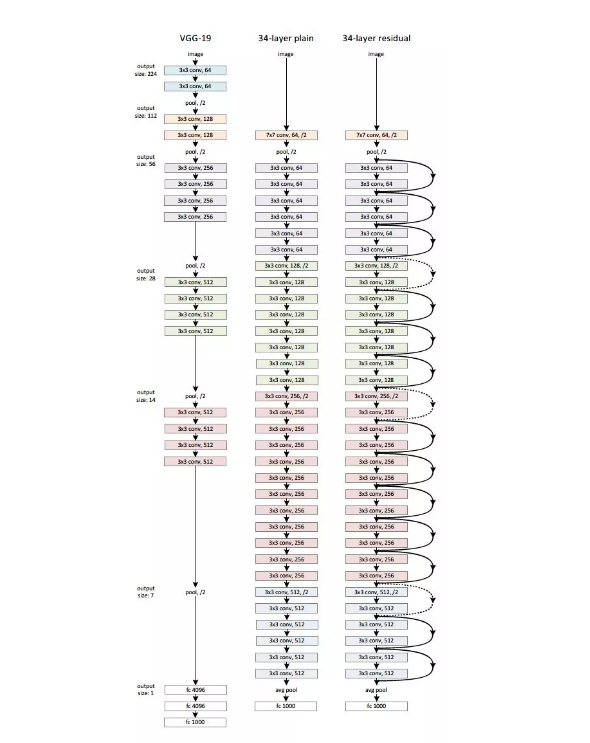 output
size: 224
output
size: 112
output
size: 56
output
size: 28
output
size: 14
output
size: 7
output
size: 1
VGG-19
image
3x3 conv, 64
3x3 conv, 64
pool, /2
3x3 conv, 128
3x3 conv, 128
pool, /2
3x3 conv, 256
3x3 conv, 256
3x3 conv, 256
3x3 conv, 256
pool, /2
3x3 conv, 512
3x3 conv, 512
3x3 conv, 512
3x3 conv, 512
pool, /2
3x3 conv, 512
3x3 conv, 512
3x3 conv, 512
3x3 conv, 512
pool, /2
fc 4096
fc 4096
fc 1000
34-layer plain
image
7x7 conv, 64, /2
pool, /2
3x3 conv, 64
3x3 conv, 64
3x3 conv, 64
3x3 conv, 64
3x3 conv, 64
3x3 conv, 64
3x3 conv, 128, /2
3x3 conv, 128
3x3 conv, 128
3x3 conv, 128
3x3 conv, 128
3x3 conv, 128
3x3 conv, 128
3x3 conv, 128
3x3 conv, 256, /2
3x3 conv, 256
3x3 conv, 256
3x3 conv, 256
3x3 conv, 256
3x3 conv, 256
3x3 conv, 256
3x3 conv, 256
3x3 conv, 256
3x3 conv, 256
3x3 conv, 256
3x3 conv, 256
3x3 conv, 512, /2
3x3 conv, 512
3x3 conv, 512
3x3 conv, 512
3x3 conv, 512
3x3 conv, 512
avg pool
fc 1000
34-layer residual
image
7x7 conv, 64, /2
pool, /2
3x3 conv, 64
3x3 conv, 64
3x3 conv, 64
3x3 conv, 64
3x3 conv, 64
3x3 conv, 64
3x3 conv, 128, /2
3x3 conv, 128
3x3 conv, 128
3x3 conv, 128
3x3 conv, 128
3x3 conv, 128
3x3 conv, 128
3x3 conv, 128
3x3 conv, 256, /2
3x3 conv, 256
3x3 conv, 256
3x3 conv, 256
3x3 conv, 256
3x3 conv, 256
3x3 conv, 256
3x3 conv, 256
3x3 conv, 256
3x3 conv, 256
3x3 conv, 256
3x3 conv, 256
3x3 conv, 512, /2
3x3 conv, 512
3x3 conv, 512
3x3 conv, 512
3x3 conv, 512
3x3 conv, 512
avg pool
fc 1000